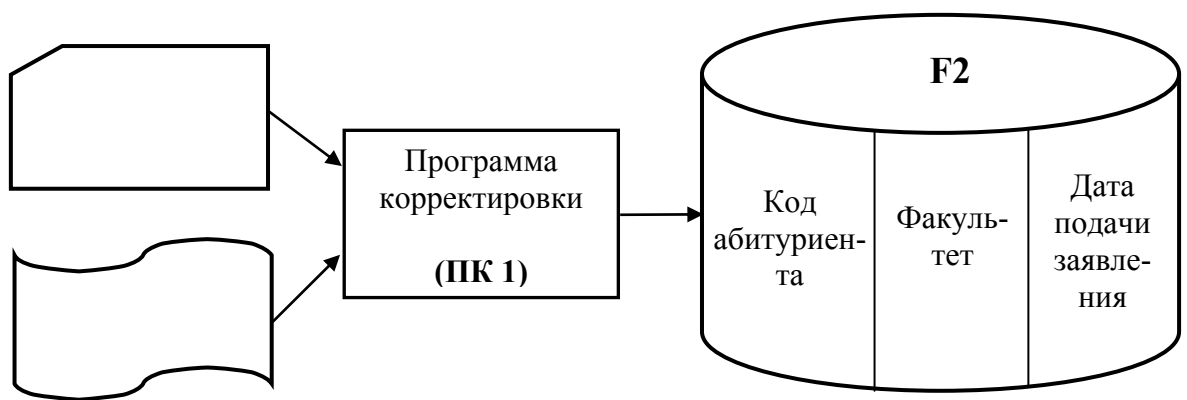 F2
Программа
корректировки
(ПК 1)
Код
абитуриен-
та
Факуль-
тет
Дата
подачи
заявле-
ния